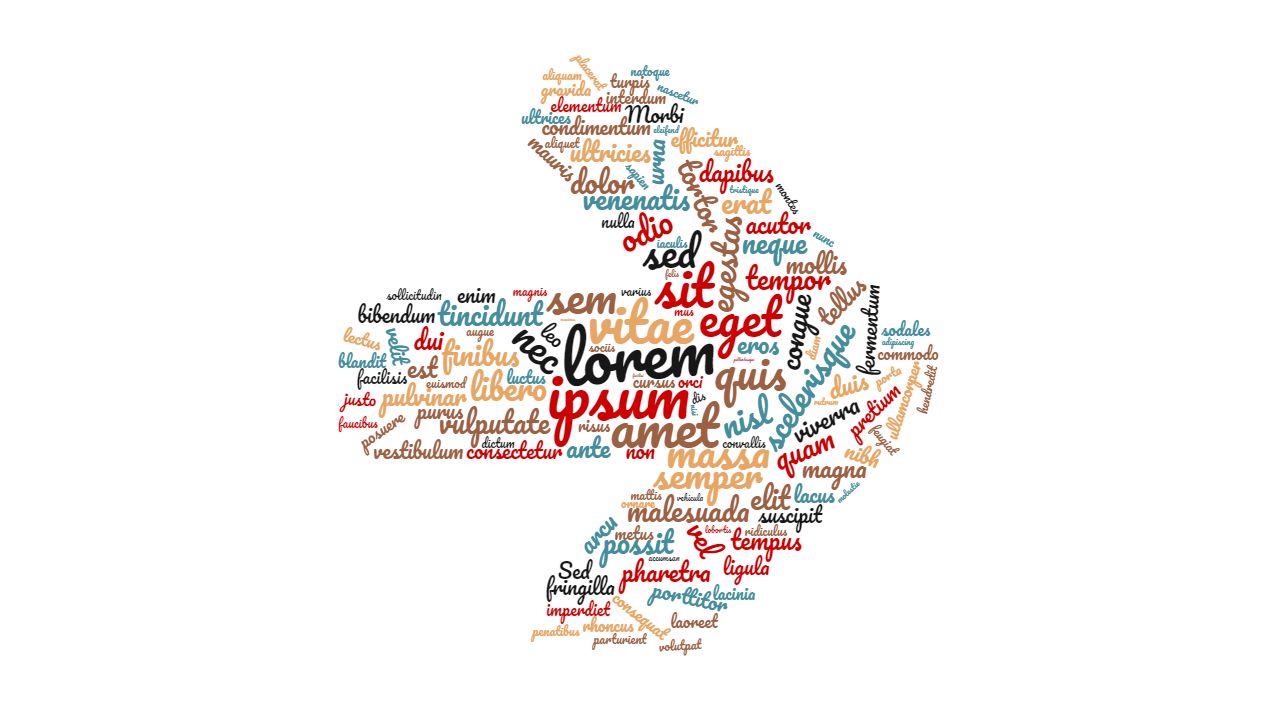 placerat
aliquam
natoque
turpis
gravida
nascetur
interdum
elementum
Morbi
ultrices
condimentum
eleifend
efficitur
aliquet
mauris
ultricies
urna
sagittis
sapien
tortor
dapibus
dolor
tristique
montes
venenatis
erat
nulla
odio
acutor
nunc
iaculis
egestas
neque
sed
mollis
felis
tempor
sit
tellus
sollicitudin
enim
magnis
sem
varius
fermentum
bibendum
tincidunt
mus
vitae
eget
congue
lectus
velit
dui
augue
nec
leo
lorem
sociis
eros
diam
scelerisque
sodales
adipiscing
blandit
est
finibus
commodo
facilisis
euismod
luctus
cursus
orci
quis
duis
porta
hendrerit
justo
pulvinar
libero
ipsum
dis
nisi
rutrum
pretium
ullamcorper
faucibus
posuere
purus
vulputate
risus
amet
nisl
viverra
feugiat
vestibulum
dictum
consectetur
ante
non
convallis
massa
quam
nibh
semper
magna
mattis
vehicula
elit
lacus
molestie
ornare
malesuada
suscipit
arcu
metus
possit
vel
lobortis
ridiculus
tempus
accumsan
Sed
pharetra
ligula
fringilla
porttitor
lacinia
imperdiet
consequat
penatibus
rhoncus
laoreet
parturient
volutpat